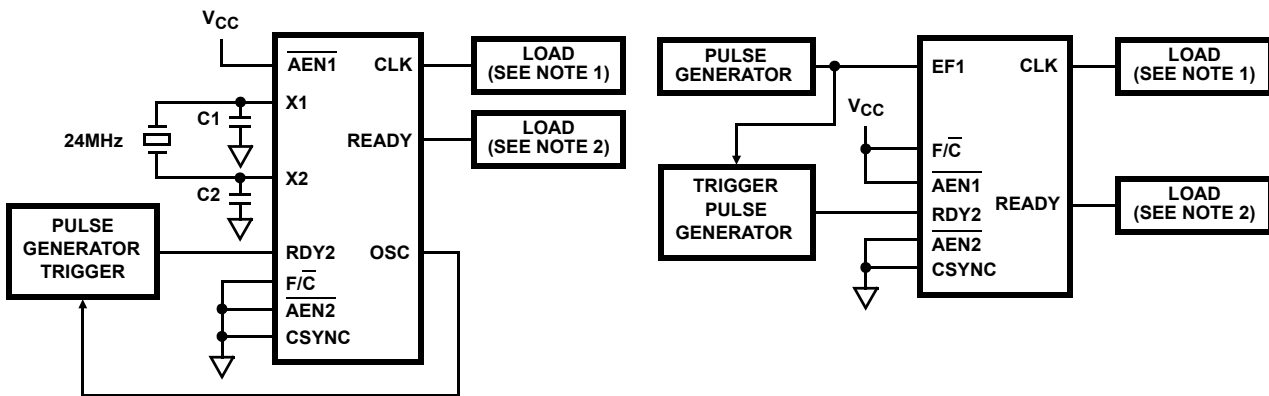 VCC
AEN1
CLK
LOAD
(SEE NOTE 1)
C1
X1
24MHz
READY
LOAD
(SEE NOTE 2)
C2
X2
PULSE
GENERATOR
TRIGGER
RDY2
OSC
F/C̅
AEN2
CSYNC
PULSE
GENERATOR
EF1
CLK
LOAD
(SEE NOTE 1)
VCC
F/C̅
TRIGGER
PULSE
GENERATOR
AEN1
RDY2
READY
LOAD
(SEE NOTE 2)
AEN2
CSYNC